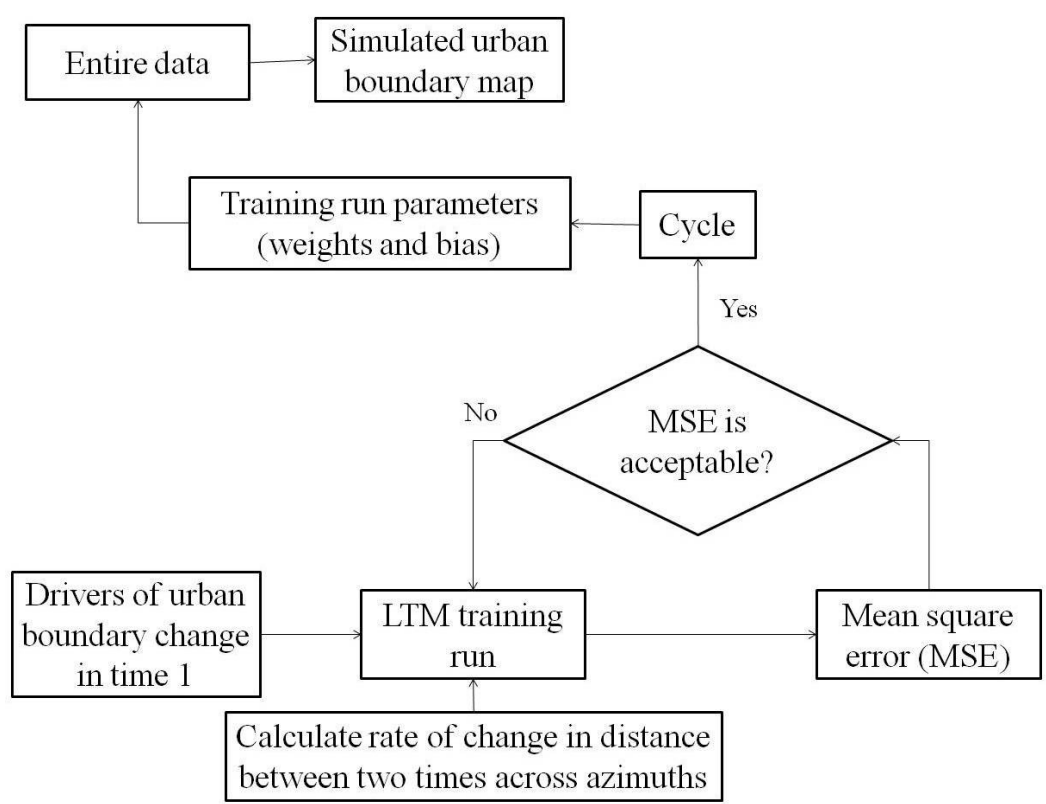 Entire data
Simulated urban
boundary map
Training run parameters
(weights and bias)
Cycle
Yes
No
MSE is
acceptable?
Drivers of urban
boundary change
in time 1
LTM training
run
Mean square
error (MSE)
Calculate rate of change in distance
between two times across azimuths